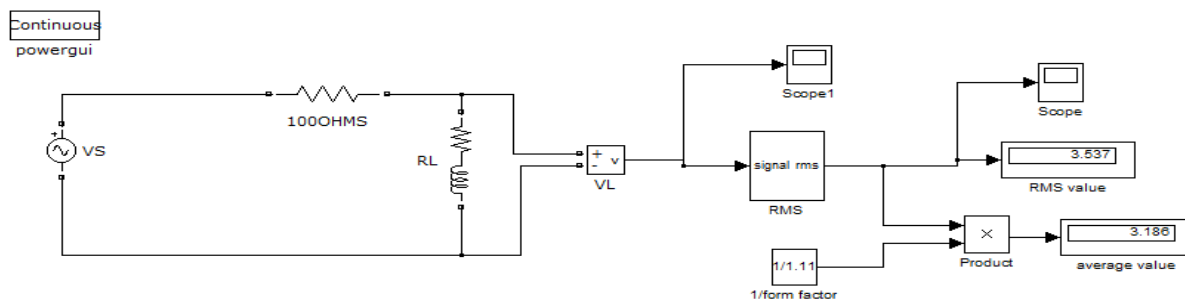 Continuous
powergui
100OHMS
+
VS
RL
+
-
v
VL
Scope1
signal rms
RMS
Scope
3.537
RMS value
1/1.11
1/form factor
×
Product
3.186
average value